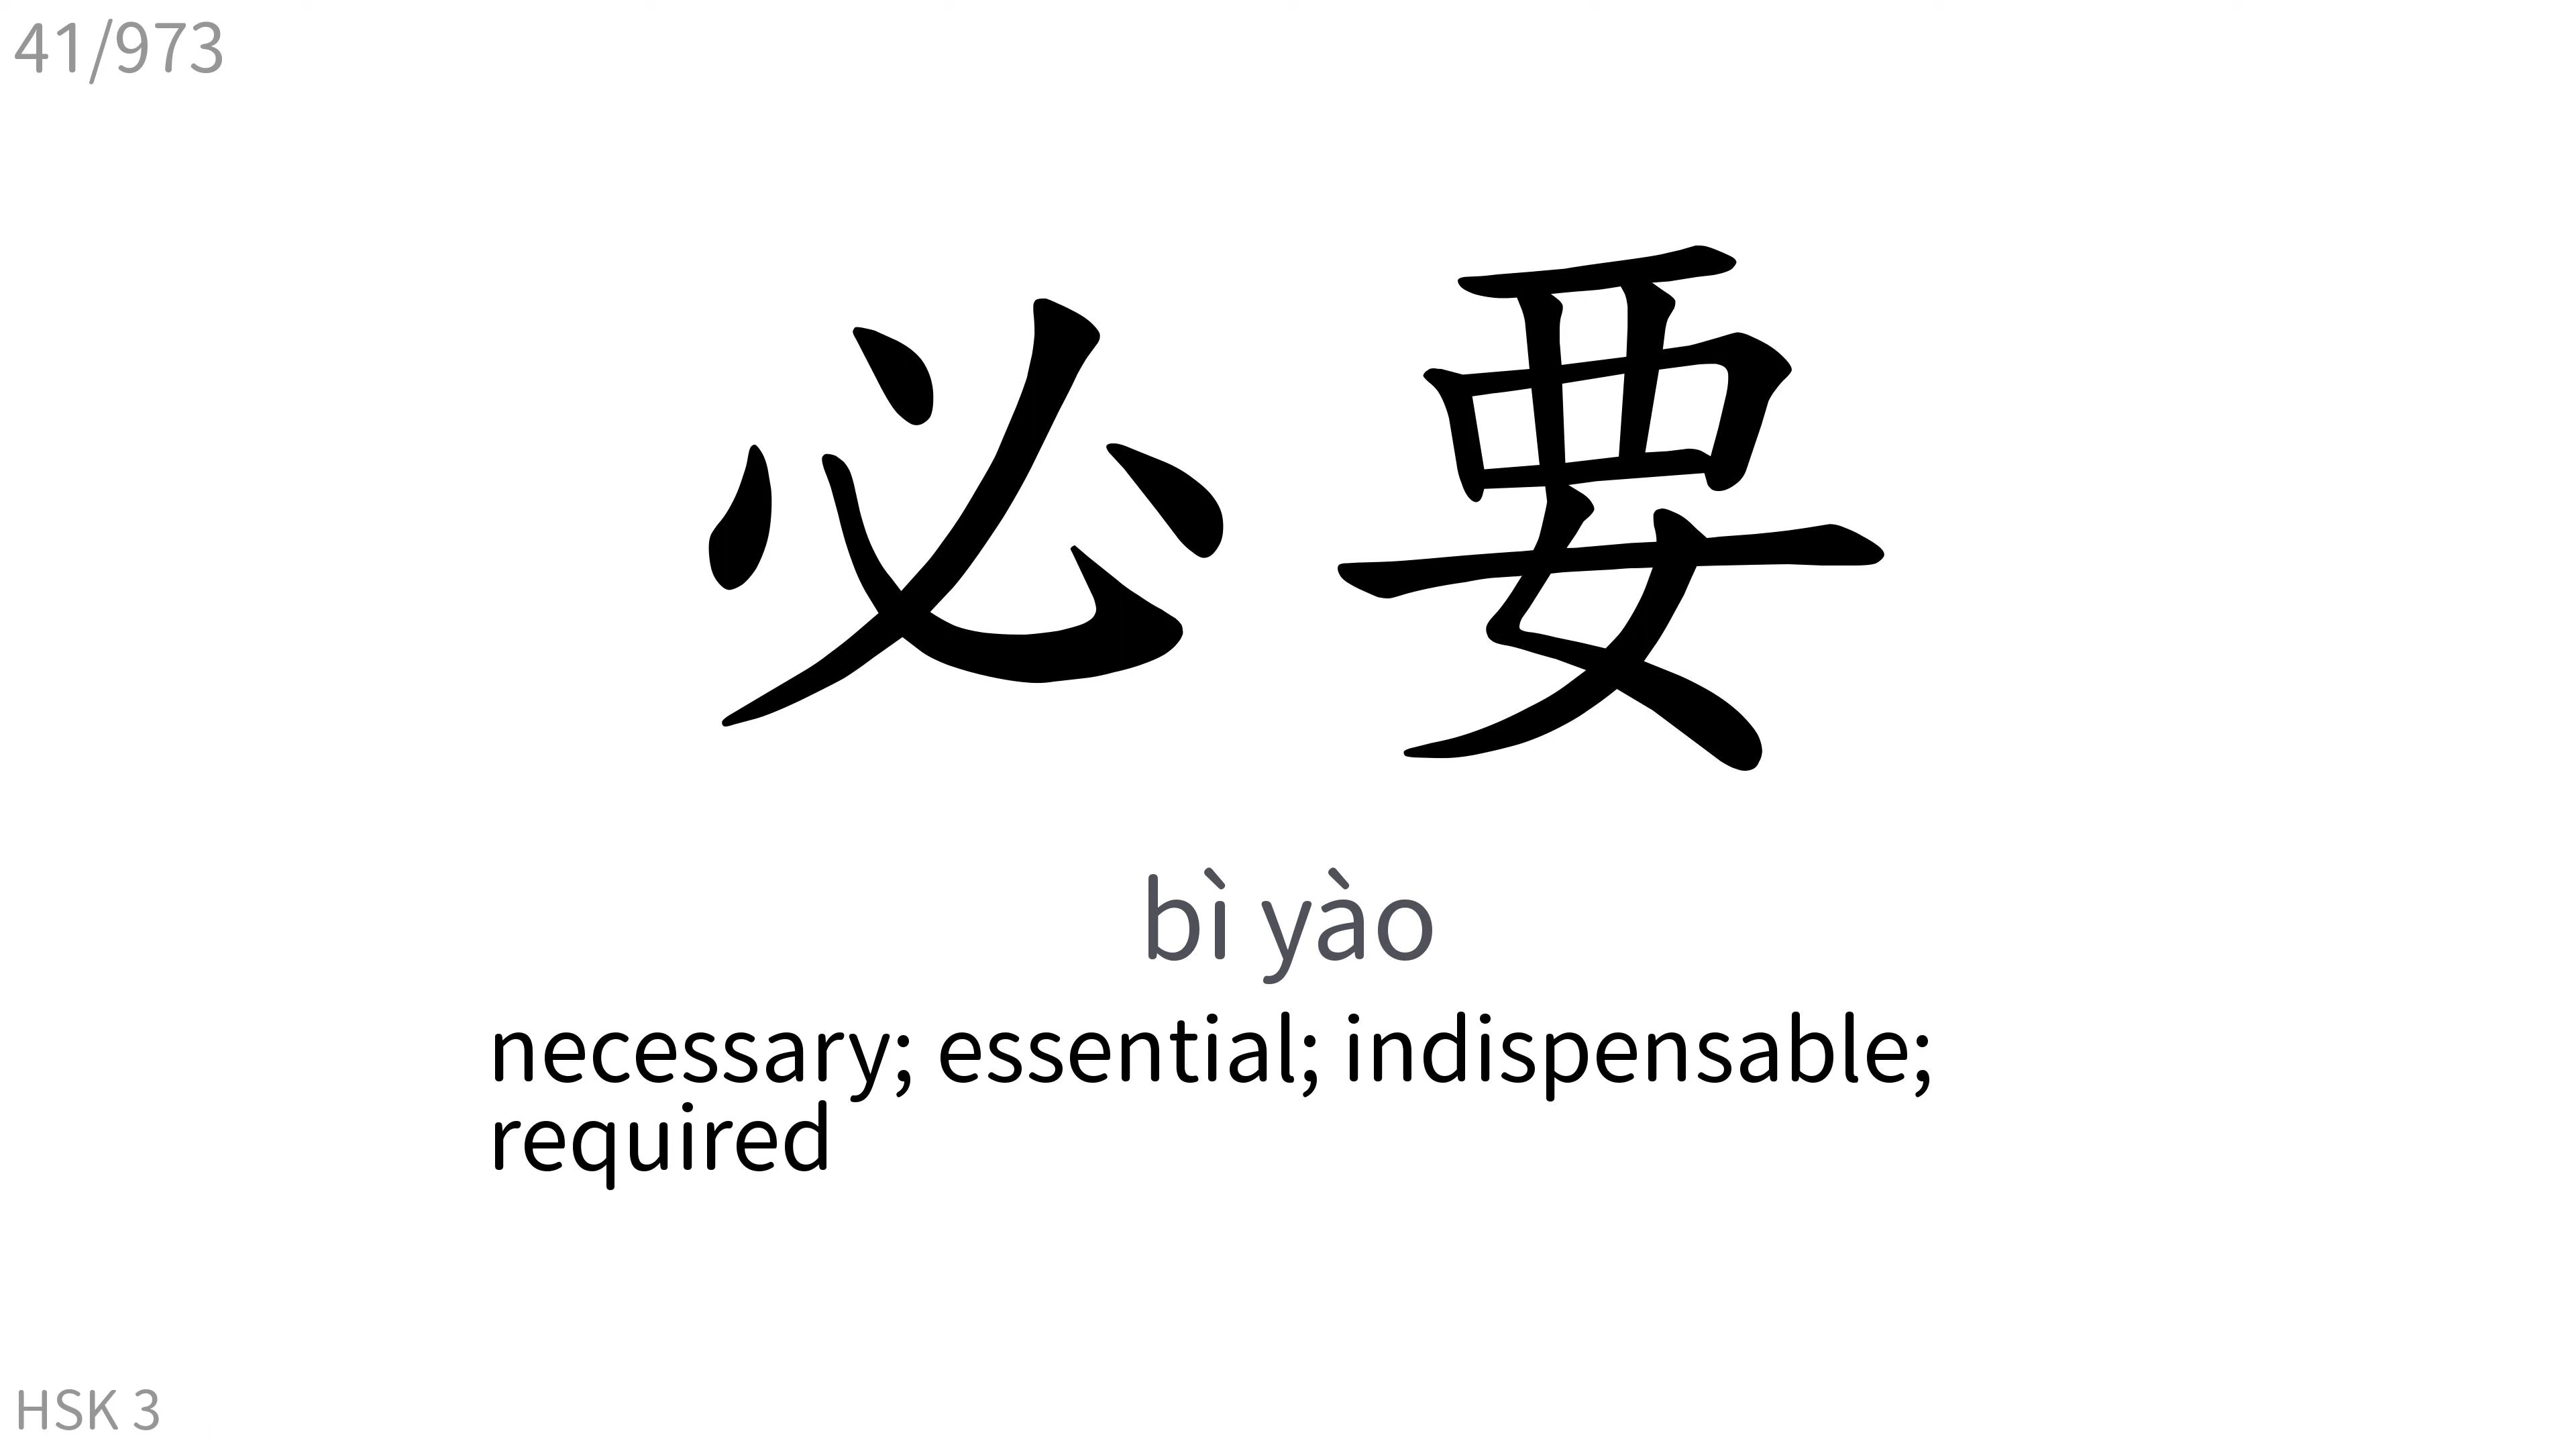 41/973
必要
bì yào
necessary; essential; indispensable;
required
HSK 3